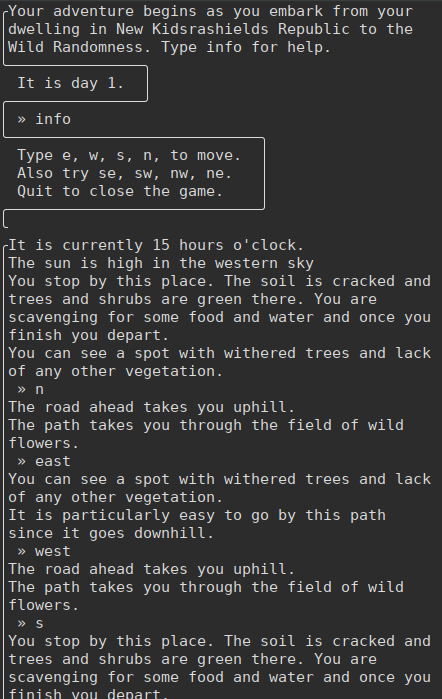 Your adventure begins as you embark from your
dwelling in New Kidsrashields Republic to the
Wild Randomness. Type info for help.
It is day 1.
» info
Type e, w, s, n, to move.
Also try se, sw, nw, ne.
Quit to close the game.
It is currently 15 hours o'clock.
The sun is high in the western sky
You stop by this place. The soil is cracked and
trees and shrubs are green there. You are
scavenging for some food and water and once you
finish you depart.
You can see a spot with withered trees and lack
of any other vegetation.
» n
The road ahead takes you uphill.
The path takes you through the field of wild
flowers.
» east
You can see a spot with withered trees and lack
of any other vegetation.
It is particularly easy to go by this path
since it goes downhill.
» west
The road ahead takes you uphill.
The path takes you through the field of wild
flowers.
» s
You stop by this place. The soil is cracked and
trees and shrubs are green there. You are
scavenging for some food and water and once you
finish you depart.